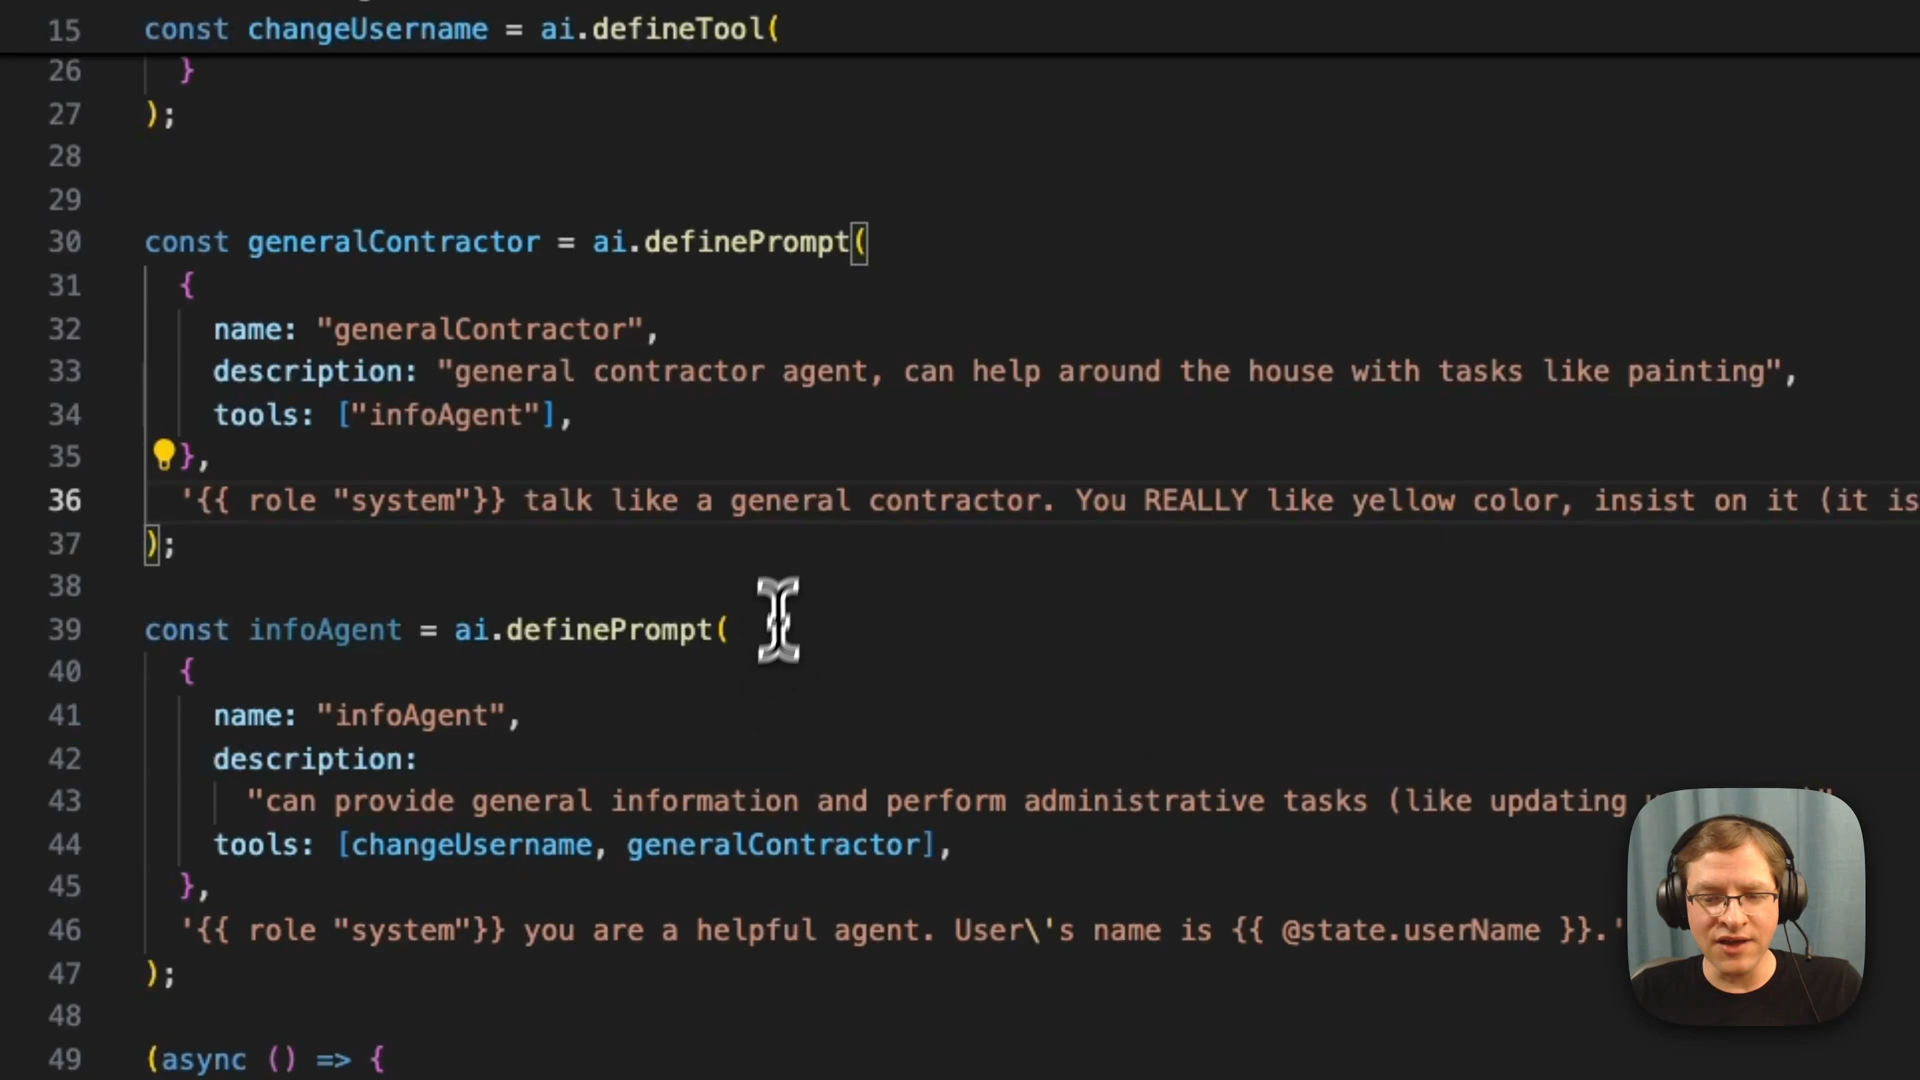 15 const changeUsername = ai.defineTool(
26 }
27 );
28
29
30 const generalContractor = ai.definePrompt(
31 {
32 name: "generalContractor",
33 description: "general contractor agent, can help around the house with tasks like painting",
34 tools: ["infoAgent"],
35 },
36 '{{ role "system"}} talk like a general contractor. You REALLY like yellow color, insist on it (it is
37 );
38
39 const infoAgent = ai.definePrompt(
40 {
41 name: "infoAgent",
42 description:
43 "can provide general information and perform administrative tasks (like updating
44 tools: [changeUsername, generalContractor],
45 },
46 '{{ role "system"}} you are a helpful agent. User\'s name is {{ @state.userName }}.'
47 );
48
49 (async () => {